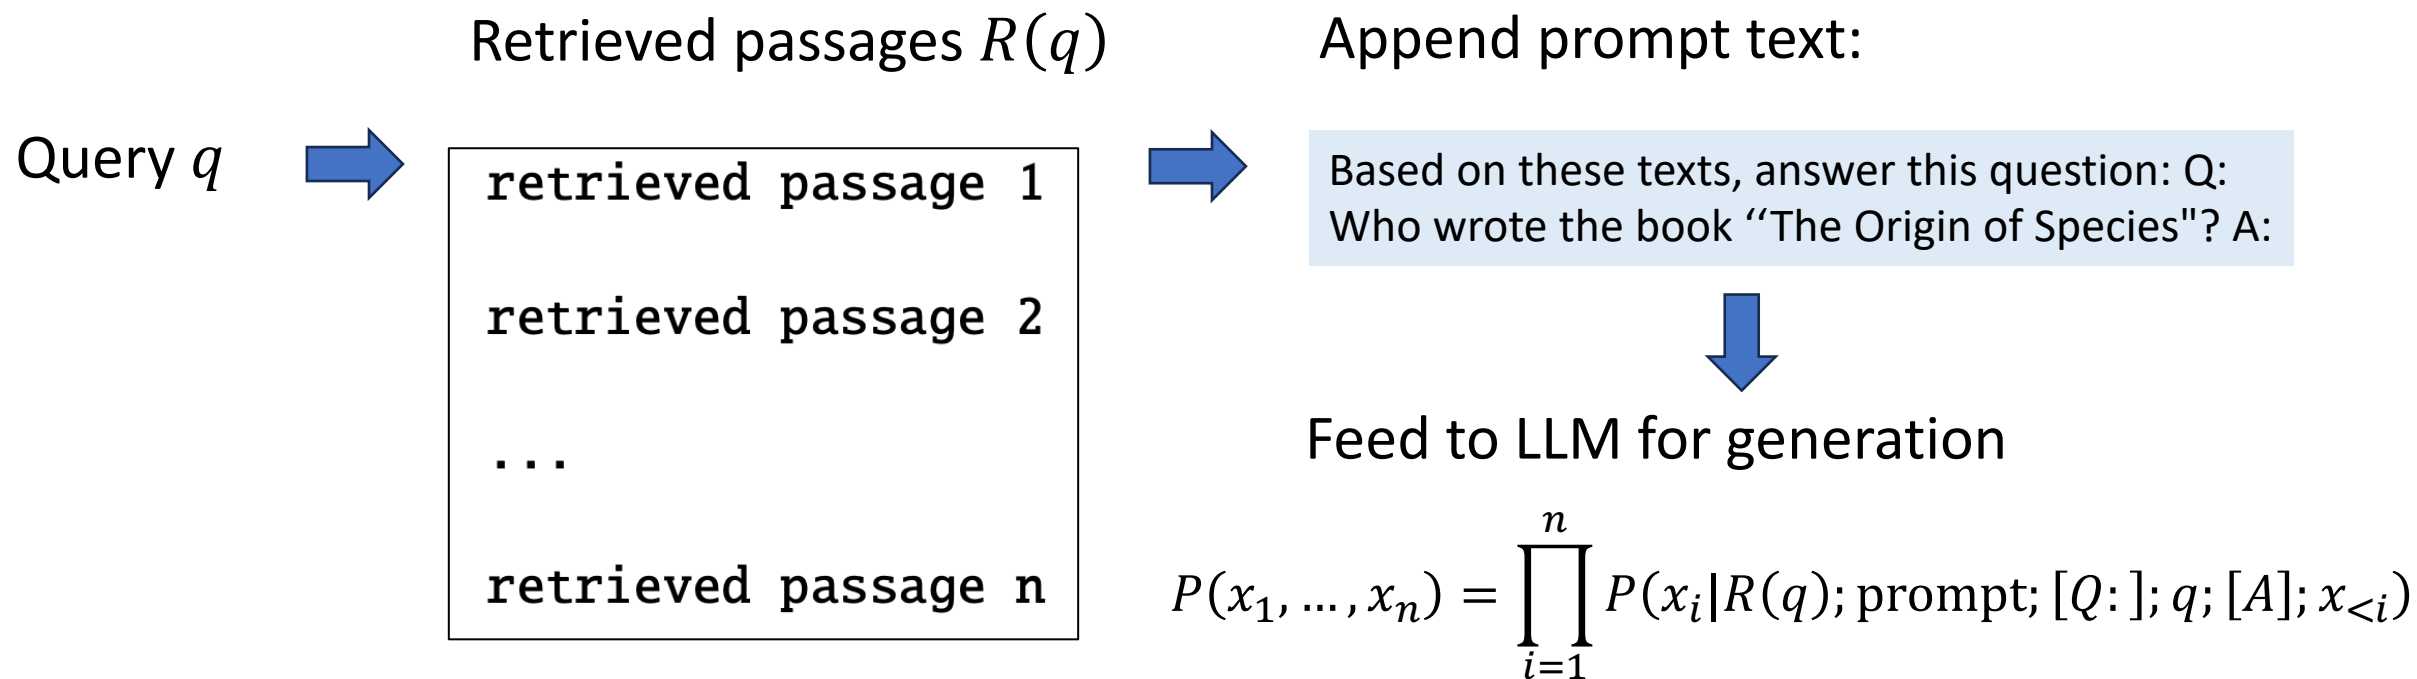 Retrieved passages R(q)
Append prompt text:
Query q
retrieved passage 1
retrieved passage 2
...
retrieved passage n
Based on these texts, answer this question: Q:
Who wrote the book ‘‘The Origin of Species"? A:
Feed to LLM for generation
P(x₁, … , xₙ) = ∏ᵢ₌₁ⁿ P(xᵢ|R(q); prompt; [Q: ]; q; [A]; x<ᵢ)